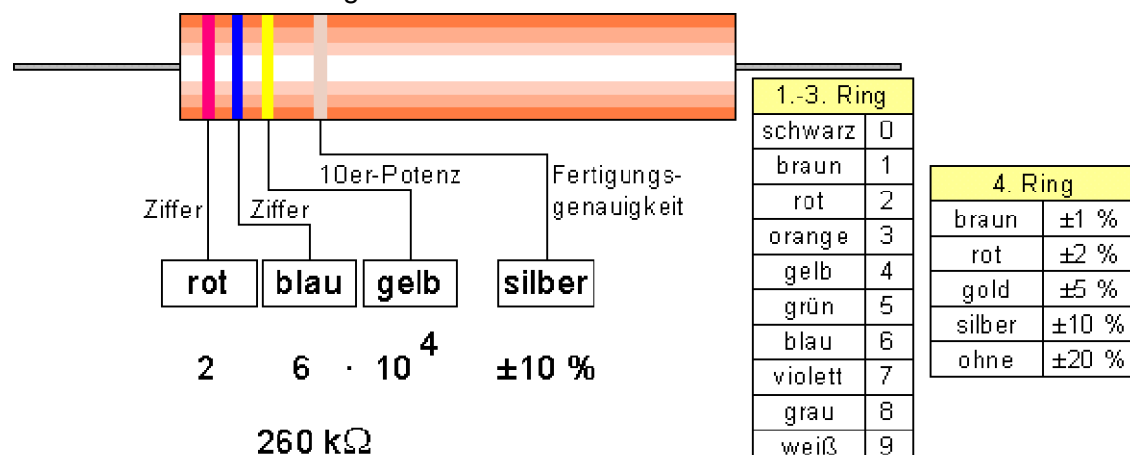 1.-3. Ring
schwarz 0
braun 1
rot 2
orange 3
gelb 4
grün 5
blau 6
violett 7
grau 8
weiß 9
4. Ring
braun ±1 %
rot ±2 %
gold ±5 %
silber ±10 %
ohne ±20 %
Ziffer
Ziffer
10er-Potenz
Fertigungs-
genauigkeit
rot blau gelb silber
2 6 · 10⁴ ±10 %
260 kΩ